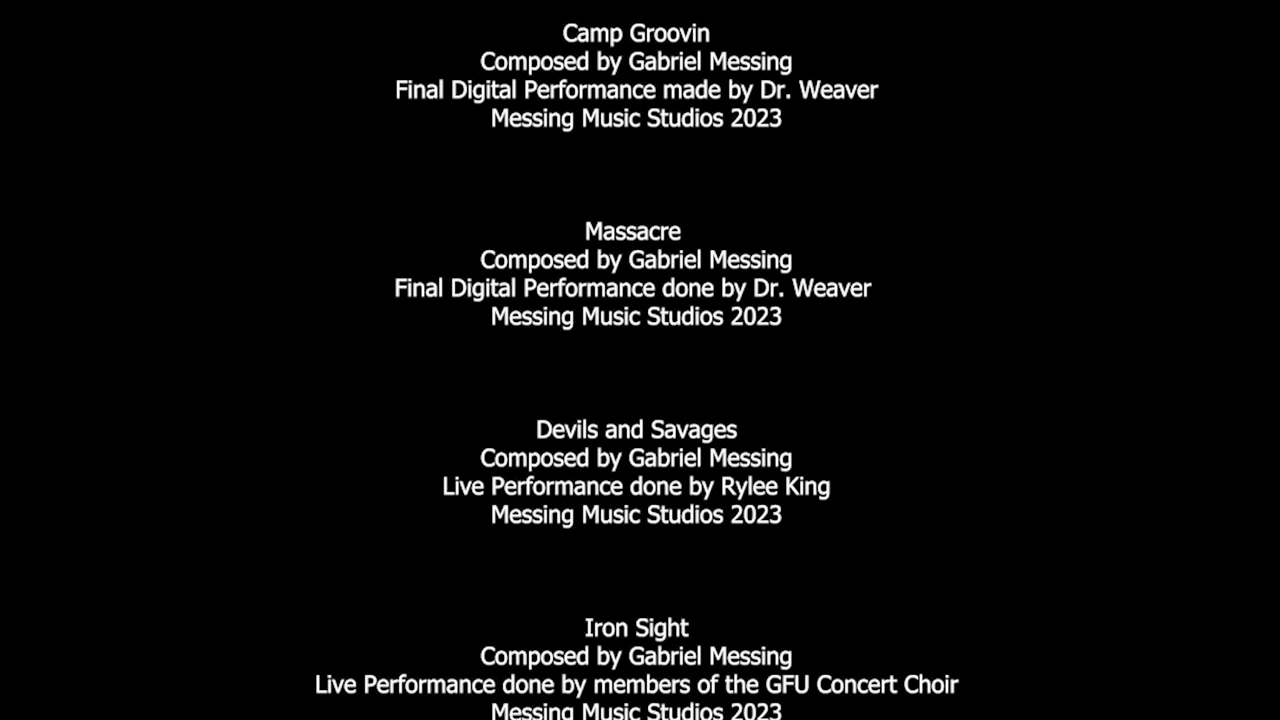 Camp Groovin
Composed by Gabriel Messing
Final Digital Performance made by Dr. Weaver
Messing Music Studios 2023
Massacre
Composed by Gabriel Messing
Final Digital Performance done by Dr. Weaver
Messing Music Studios 2023
Devils and Savages
Composed by Gabriel Messing
Live Performance done by Rylee King
Messing Music Studios 2023
Iron Sight
Composed by Gabriel Messing
Live Performance done by members of the GFU Concert Choir
Messing Music Studios 2023